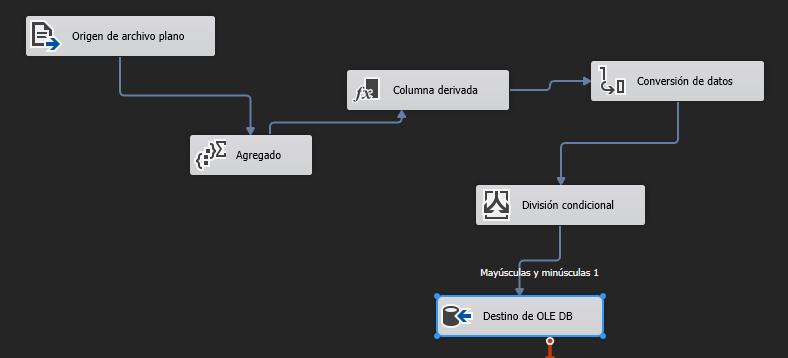 Origen de archivo plano
Columna derivada
Conversión de datos
Agregado
División condicional
Mayúsculas y minúsculas 1
Destino de OLE DB